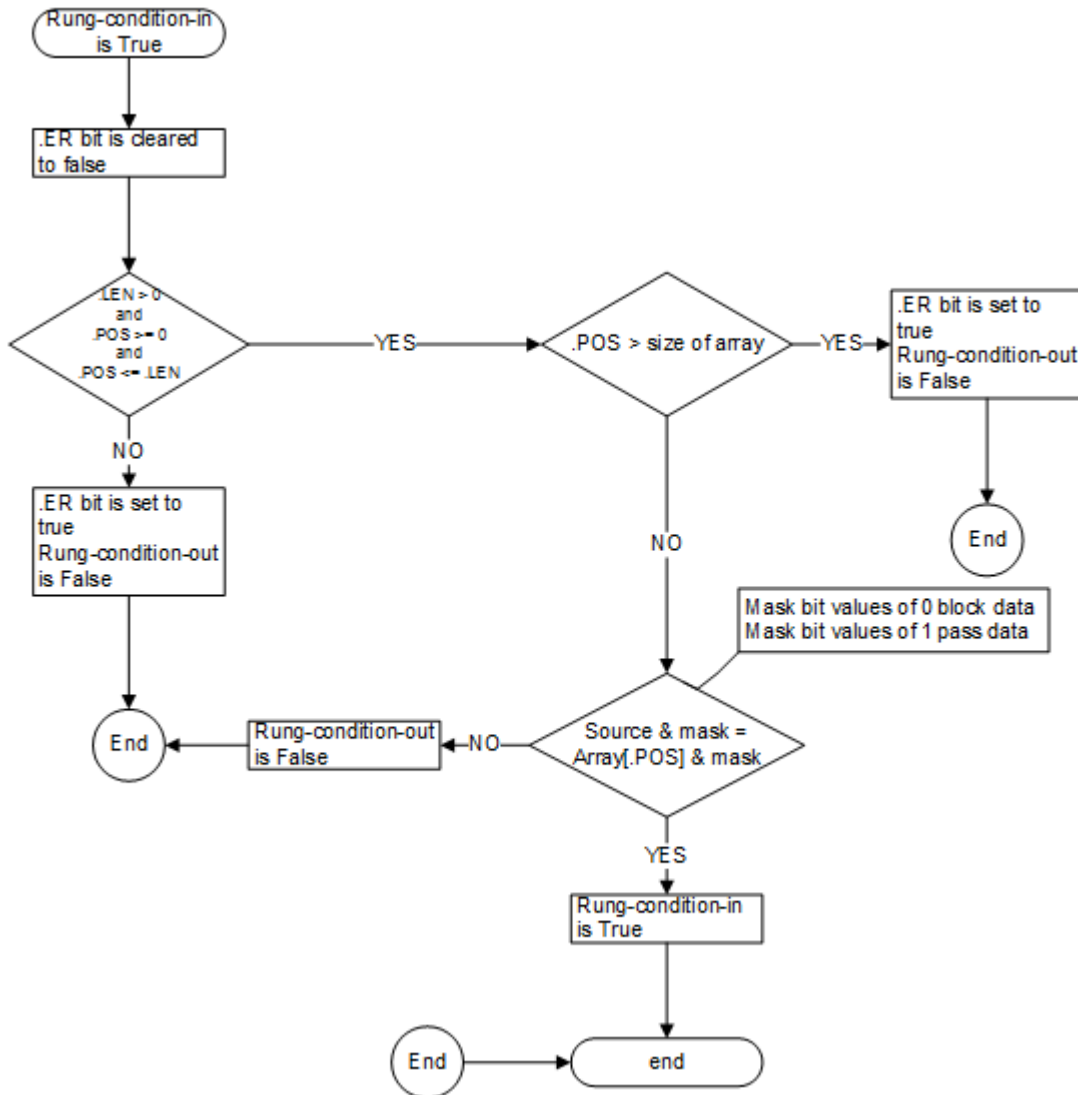 Rung-condition-in
is True
.ER bit is cleared
to false
.LEN > 0
and
.POS >= 0
and
.POS <= .LEN
YES
.POS > size of array
YES
.ER bit is set to
true
Rung-condition-out
is False
NO
.ER bit is set to
true
Rung-condition-out
is False
NO
End
Mask bit values of 0 block data
Mask bit values of 1 pass data
End
Rung-condition-out
is False
NO
Source & mask =
Array[.POS] & mask
YES
Rung-condition-in
is True
End
end